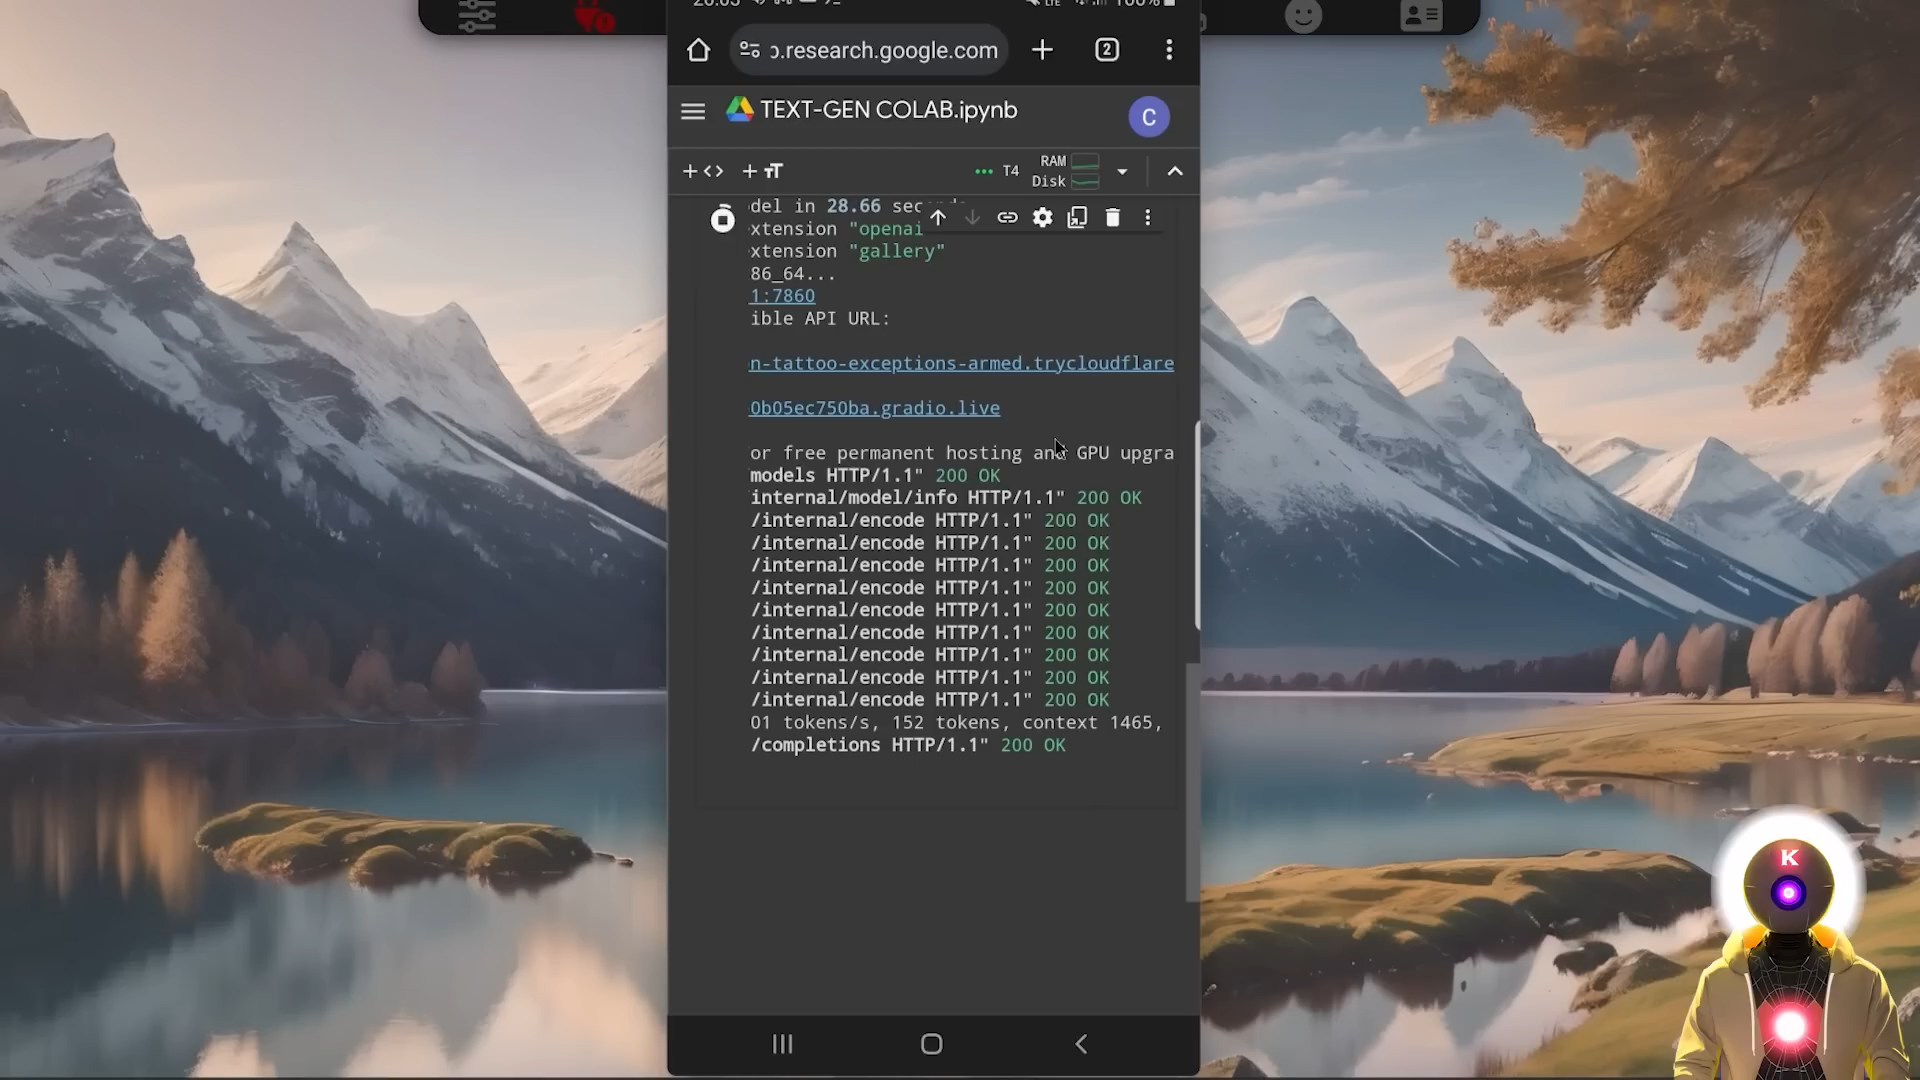 .research.google.com
2
TEXT-GEN COLAB.ipynb
C
T4
RAM
Disk
del in 28.66
xtension "openai
xtension "gallery"
86_64...
1:7860
ible API URL:
n-tattoo-exceptions-armed.trycloudflare
0b05ec750ba.gradio.live
or free permanent hosting and GPU upgra
models HTTP/1.1" 200 OK
internal/model/info HTTP/1.1" 200 OK
/internal/encode HTTP/1.1" 200 OK
/internal/encode HTTP/1.1" 200 OK
/internal/encode HTTP/1.1" 200 OK
/internal/encode HTTP/1.1" 200 OK
/internal/encode HTTP/1.1" 200 OK
/internal/encode HTTP/1.1" 200 OK
/internal/encode HTTP/1.1" 200 OK
/internal/encode HTTP/1.1" 200 OK
/internal/encode HTTP/1.1" 200 OK
01 tokens/s, 152 tokens, context 1465,
/completions HTTP/1.1" 200 OK
K